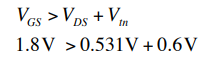 V_GS > V_DS + V_tn
1.8V > 0.531V + 0.6V